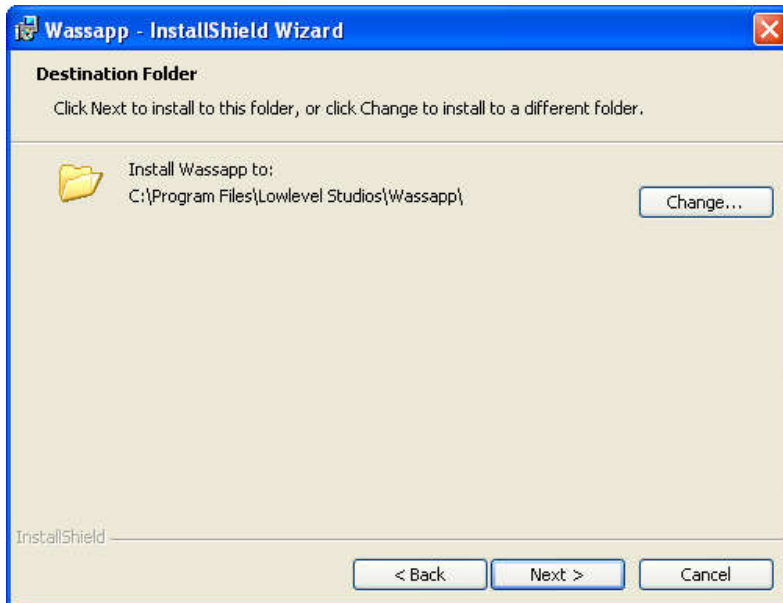 Wassapp - InstallShield Wizard
Destination Folder
Click Next to install to this folder, or click Change to install to a different folder.
Install Wassapp to:
C:\Program Files\Lowlevel Studios\Wassapp\
Change...
InstallShield
< Back
Next >
Cancel